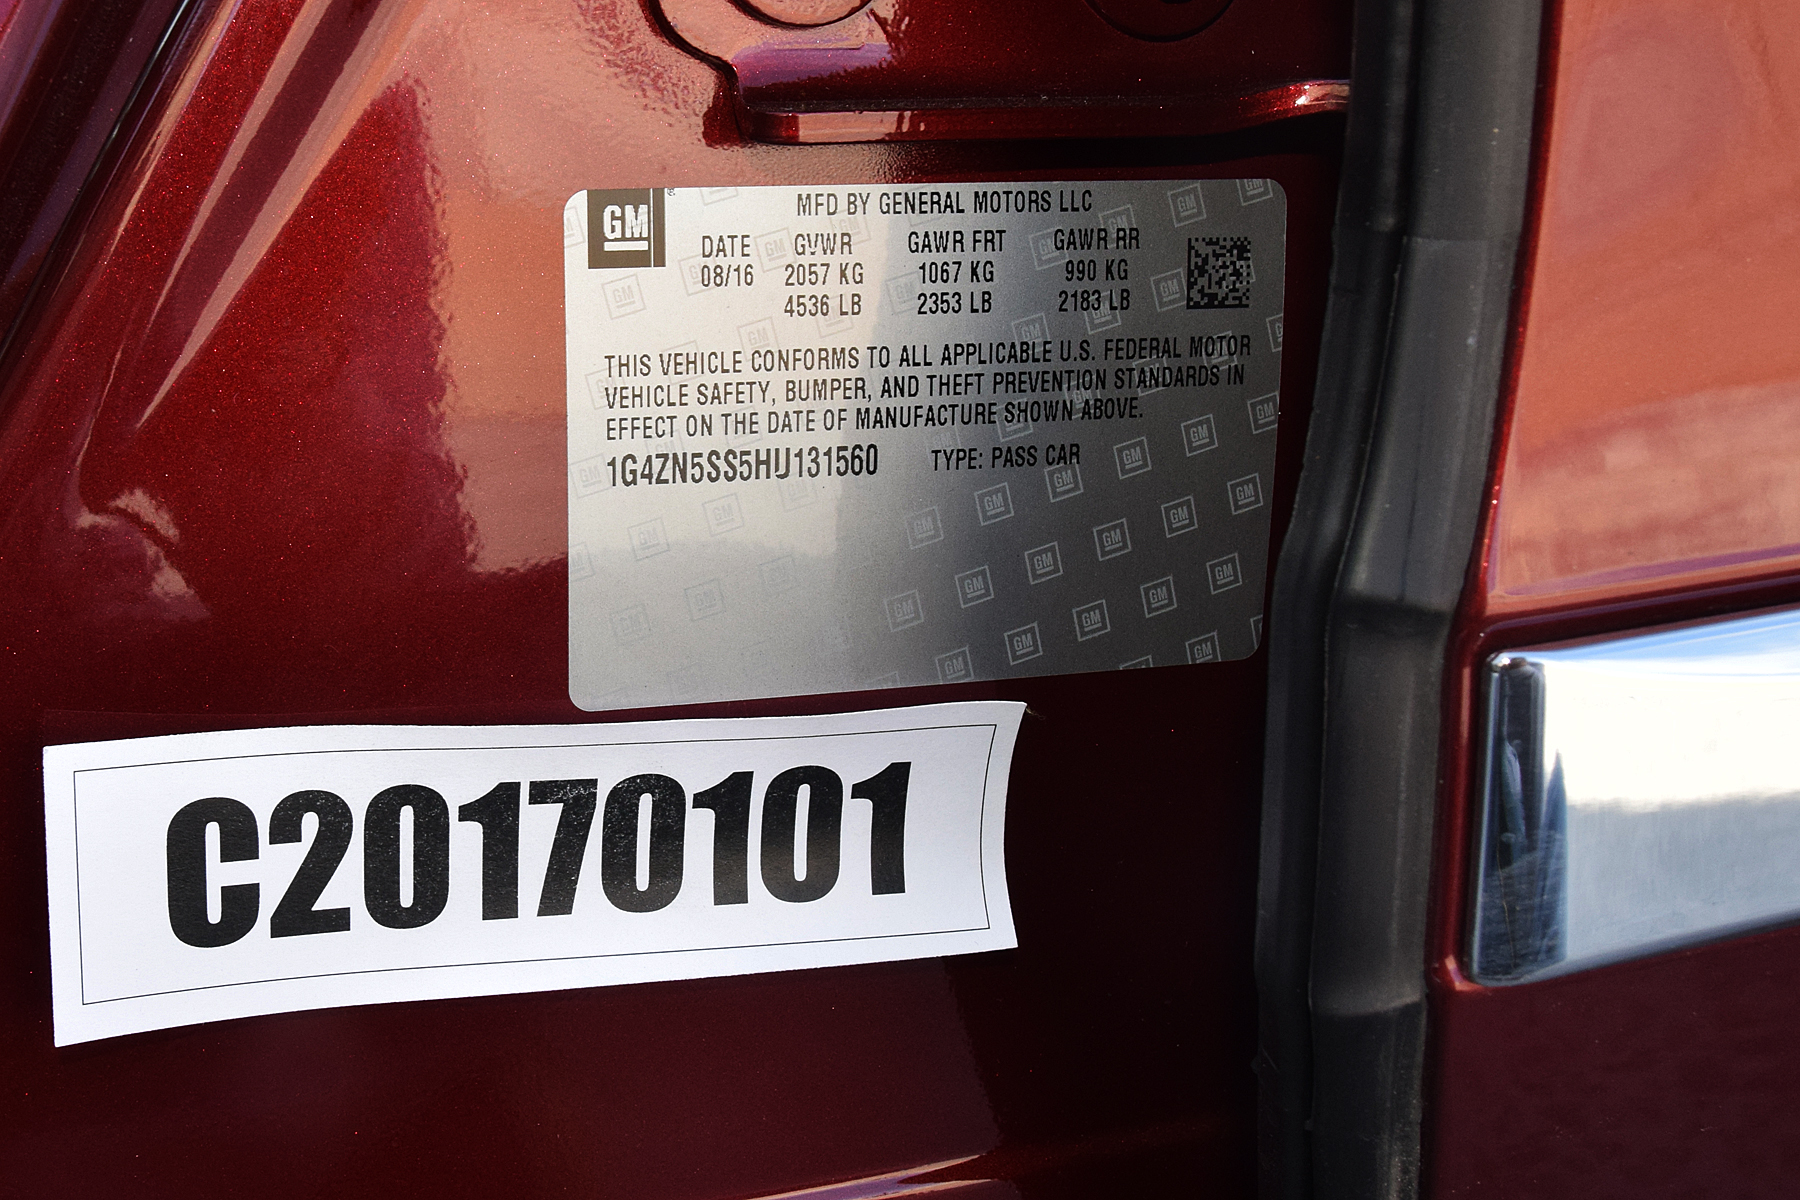 GM
MFD BY GENERAL MOTORS LLC
DATE GVWR GAWR FRT GAWR RR
08/16 2057 KG 1067 KG 990 KG
4536 LB 2353 LB 2183 LB
THIS VEHICLE CONFORMS TO ALL APPLICABLE U.S. FEDERAL MOTOR
VEHICLE SAFETY, BUMPER, AND THEFT PREVENTION STANDARDS IN
EFFECT ON THE DATE OF MANUFACTURE SHOWN ABOVE.
1G4ZN5SS5HU131560 TYPE: PASS CAR
C20170101